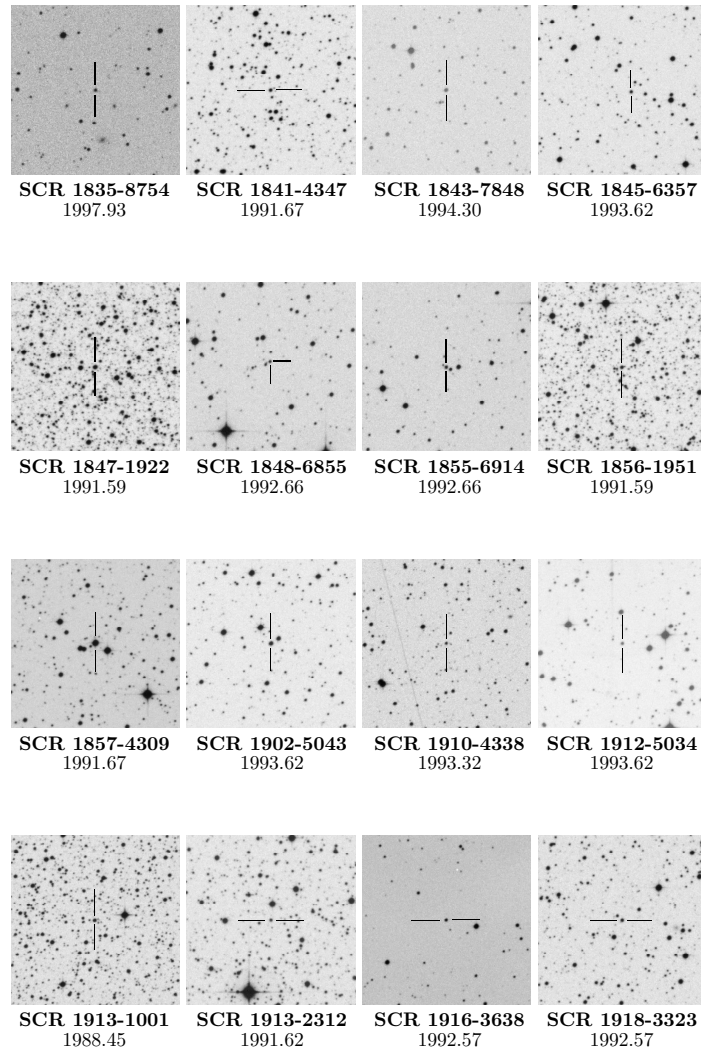 SCR 1835-8754 SCR 1841-4347 SCR 1843-7848 SCR 1845-6357
1997.93 1991.67 1994.30 1993.62
SCR 1847-1922 SCR 1848-6855 SCR 1855-6914 SCR 1856-1951
1991.59 1992.66 1992.66 1991.59
SCR 1857-4309 SCR 1902-5043 SCR 1910-4338 SCR 1912-5034
1991.67 1993.62 1993.32 1993.62
SCR 1913-1001 SCR 1913-2312 SCR 1916-3638 SCR 1918-3323
1988.45 1991.62 1992.57 1992.57